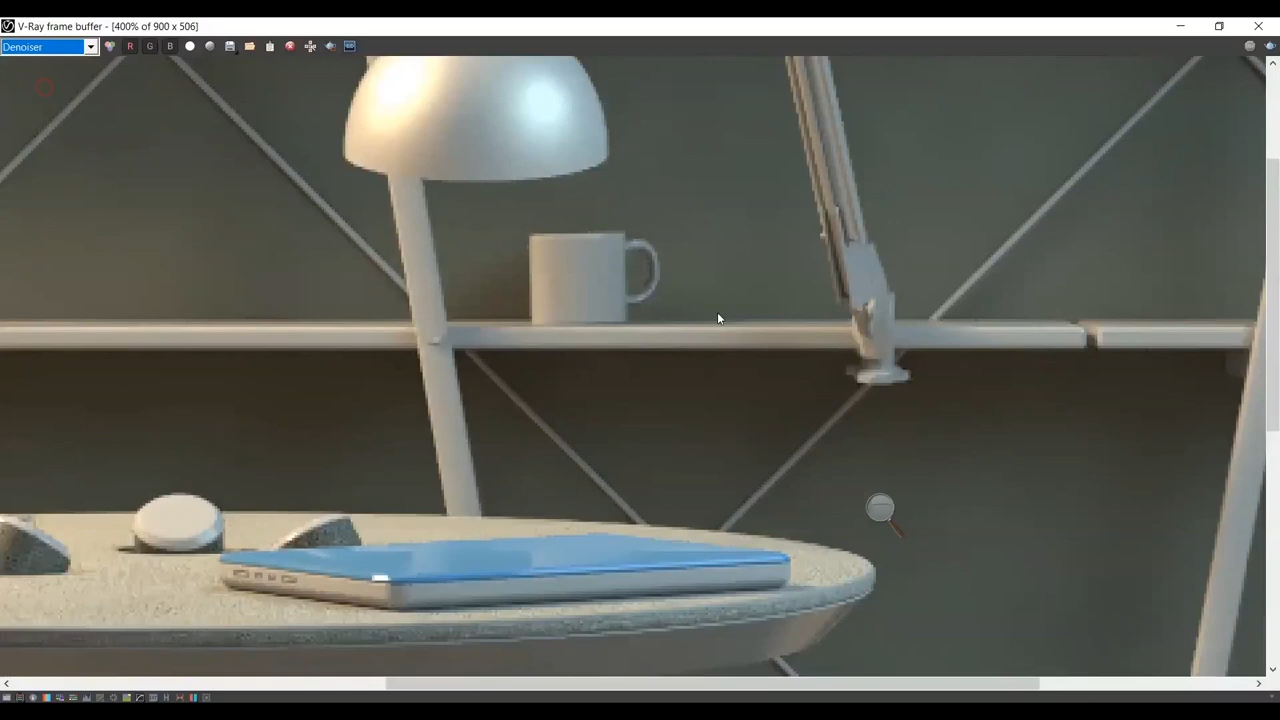 V-Ray frame buffer - [400% of 900 x 506]
Denoiser
R G B
H